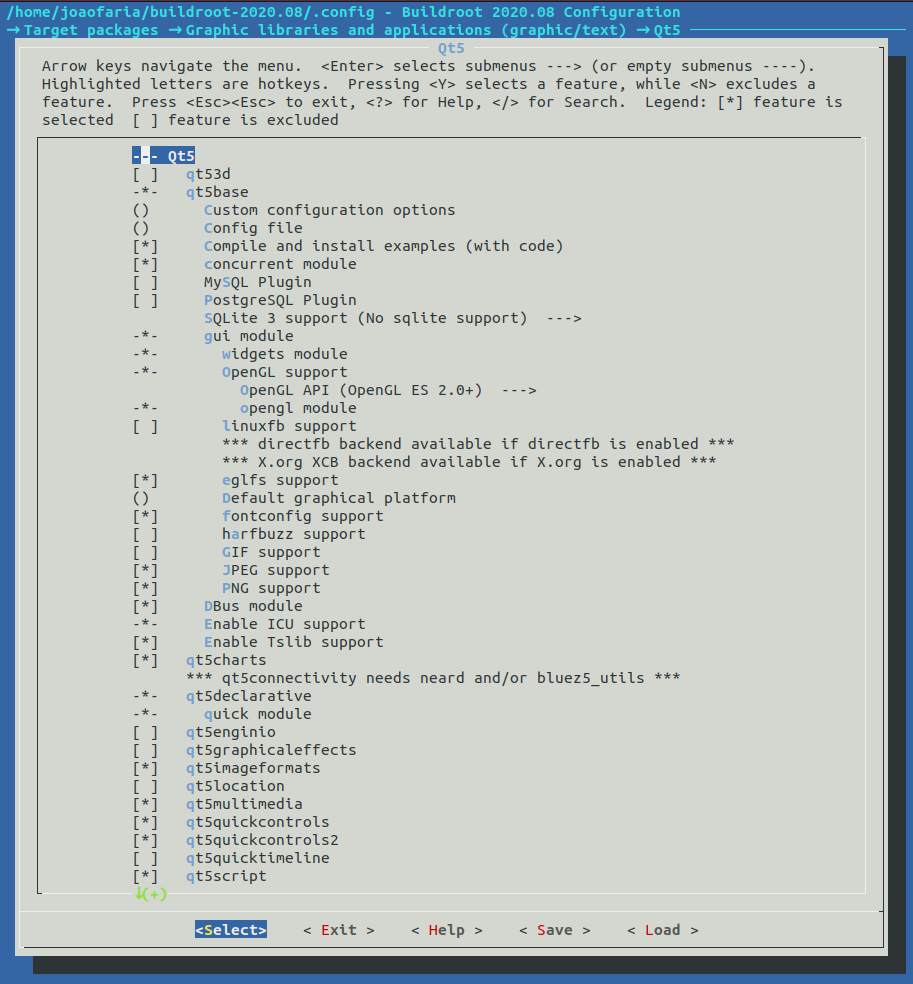 /home/joaofaria/buildroot-2020.08/.config - Buildroot 2020.08 Configuration
→Target packages →Graphic libraries and applications (graphic/text) →Qt5
Qt5
Arrow keys navigate the menu.  <Enter> selects submenus ---> (or empty submenus ----).
Highlighted letters are hotkeys.  Pressing <Y> selects a feature, while <N> excludes a
feature.  Press <Esc><Esc> to exit, <?> for Help, </> for Search.  Legend: [*] feature is
selected  [ ] feature is excluded
--- Qt5
[ ]   qt53d
-*-   qt5base
()      Custom configuration options
()      Config file
[*]     Compile and install examples (with code)
[*]     concurrent module
[ ]     MySQL Plugin
[ ]     PostgreSQL Plugin
        SQLite 3 support (No sqlite support)  --->
-*-     gui module
-*-       widgets module
-*-       OpenGL support
            OpenGL API (OpenGL ES 2.0+)  --->
-*-         opengl module
[ ]       linuxfb support
          *** directfb backend available if directfb is enabled ***
          *** X.org XCB backend available if X.org is enabled ***
[*]       eglfs support
()        Default graphical platform
[*]       fontconfig support
[ ]       harfbuzz support
[ ]       GIF support
[*]       JPEG support
[*]       PNG support
[*]     DBus module
-*-     Enable ICU support
[*]     Enable Tslib support
[*]   qt5charts
      *** qt5connectivity needs neard and/or bluez5_utils ***
-*-   qt5declarative
-*-     quick module
[ ]   qt5enginio
[ ]   qt5graphicaleffects
[*]   qt5imageformats
[ ]   qt5location
[*]   qt5multimedia
[*]   qt5quickcontrols
[*]   qt5quickcontrols2
[ ]   qt5quicktimeline
[*]   qt5script
↓(+)
<Select>    < Exit >    < Help >    < Save >    < Load >